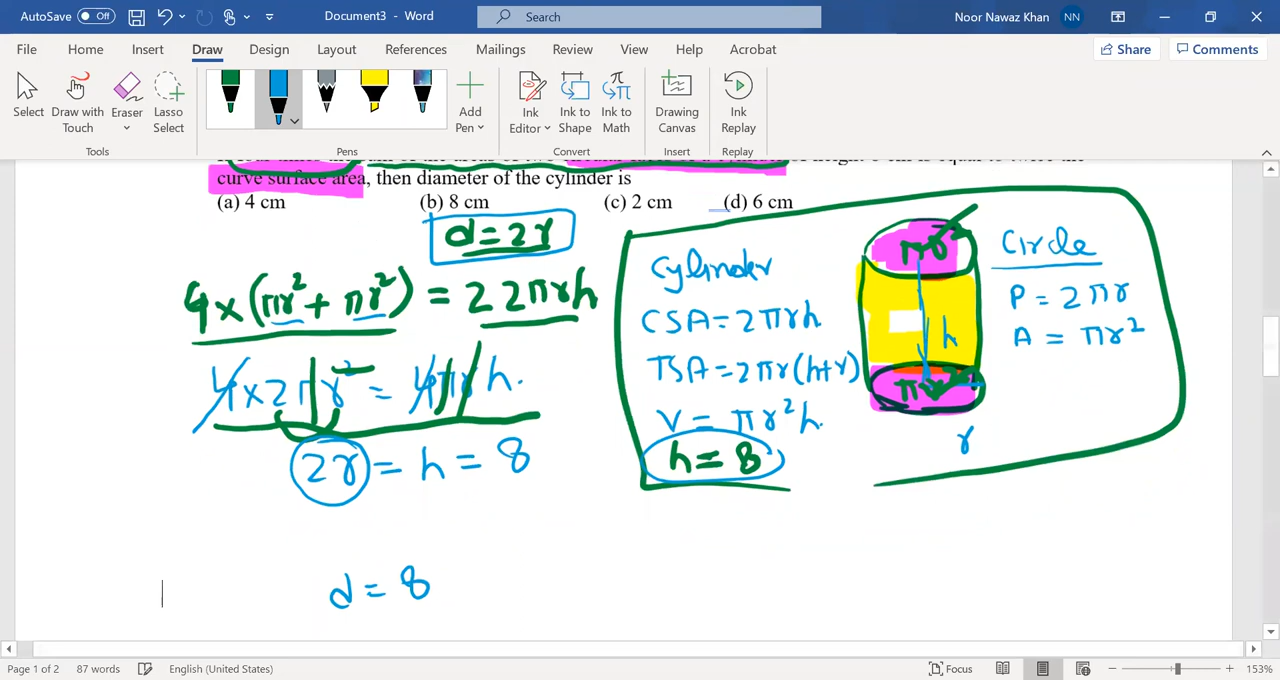 AutoSave Off Document3 - Word Search Noor Nawaz Khan NN
File Home Insert Draw Design Layout References Mailings Review View Help Acrobat Share Comments
Select Draw with Touch Eraser Lasso Select Add Pen Ink Editor Ink to Shape Ink to Math Drawing Canvas Ink Replay
Tools Pens Convert Insert Replay
curve surface area, then diameter of the cylinder is
(a) 4 cm (b) 8 cm (c) 2 cm (d) 6 cm
d = 2r
4 × (πr² + πr²) = 2 2πrh
4 × 2πr² = 4πrh.
2r = h = 8
d = 8
Cylinder
CSA = 2πrh
TSA = 2πr(h+r)
V = πr²h.
h = 8
πr²
h
πr²
r
Circle
P = 2πr
A = πr²
Page 1 of 2 87 words English (United States) Focus 153%